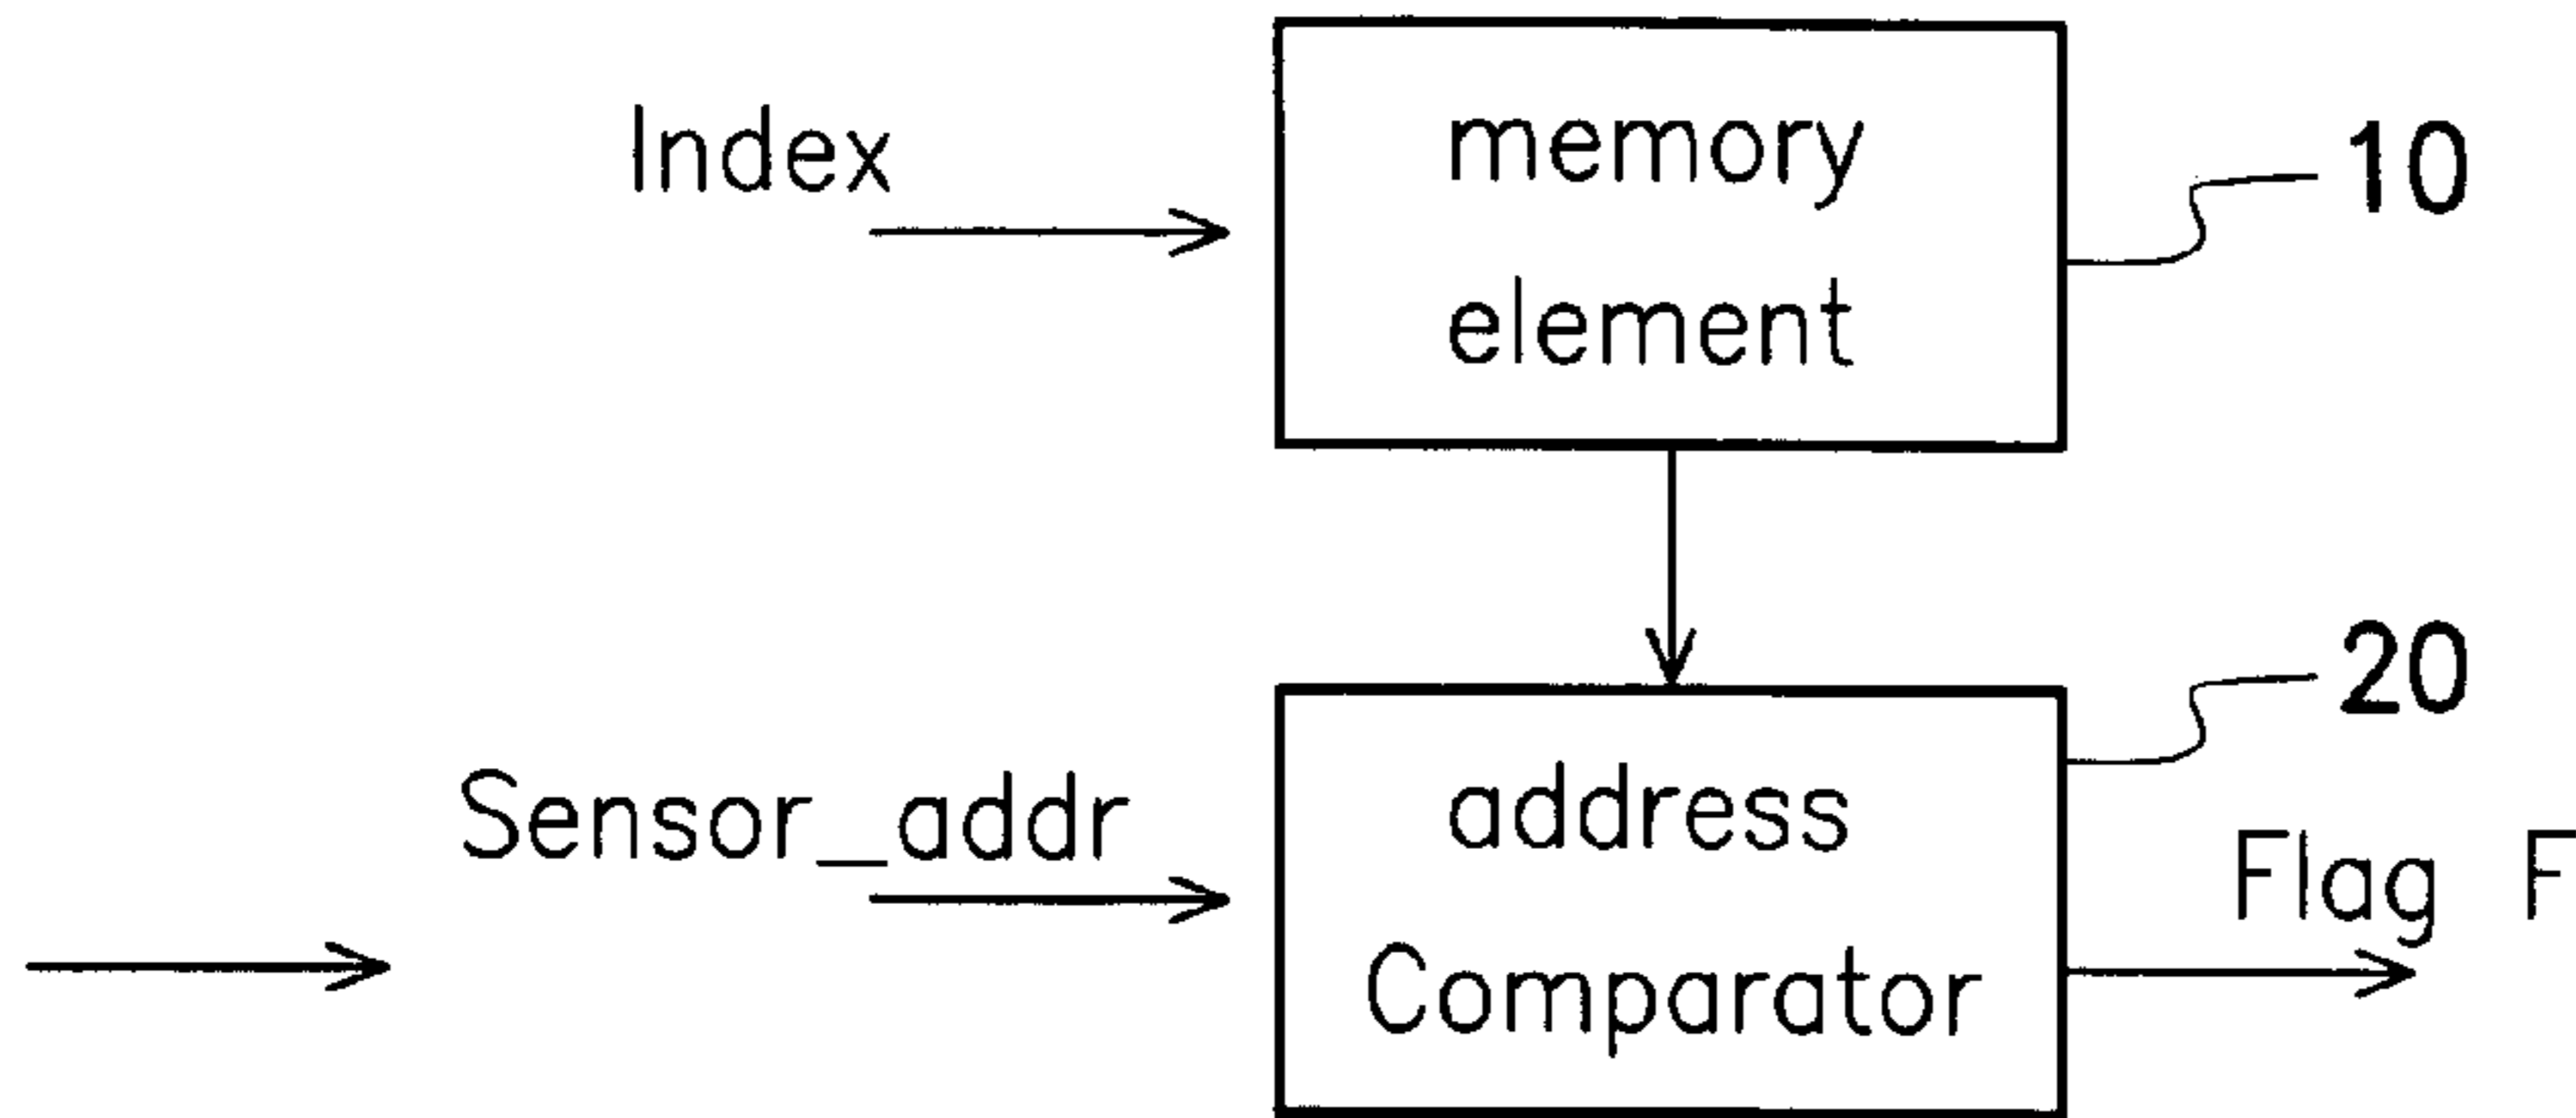 Index
memory
element
10
Sensor_addr
address
Comparator
20
Flag F